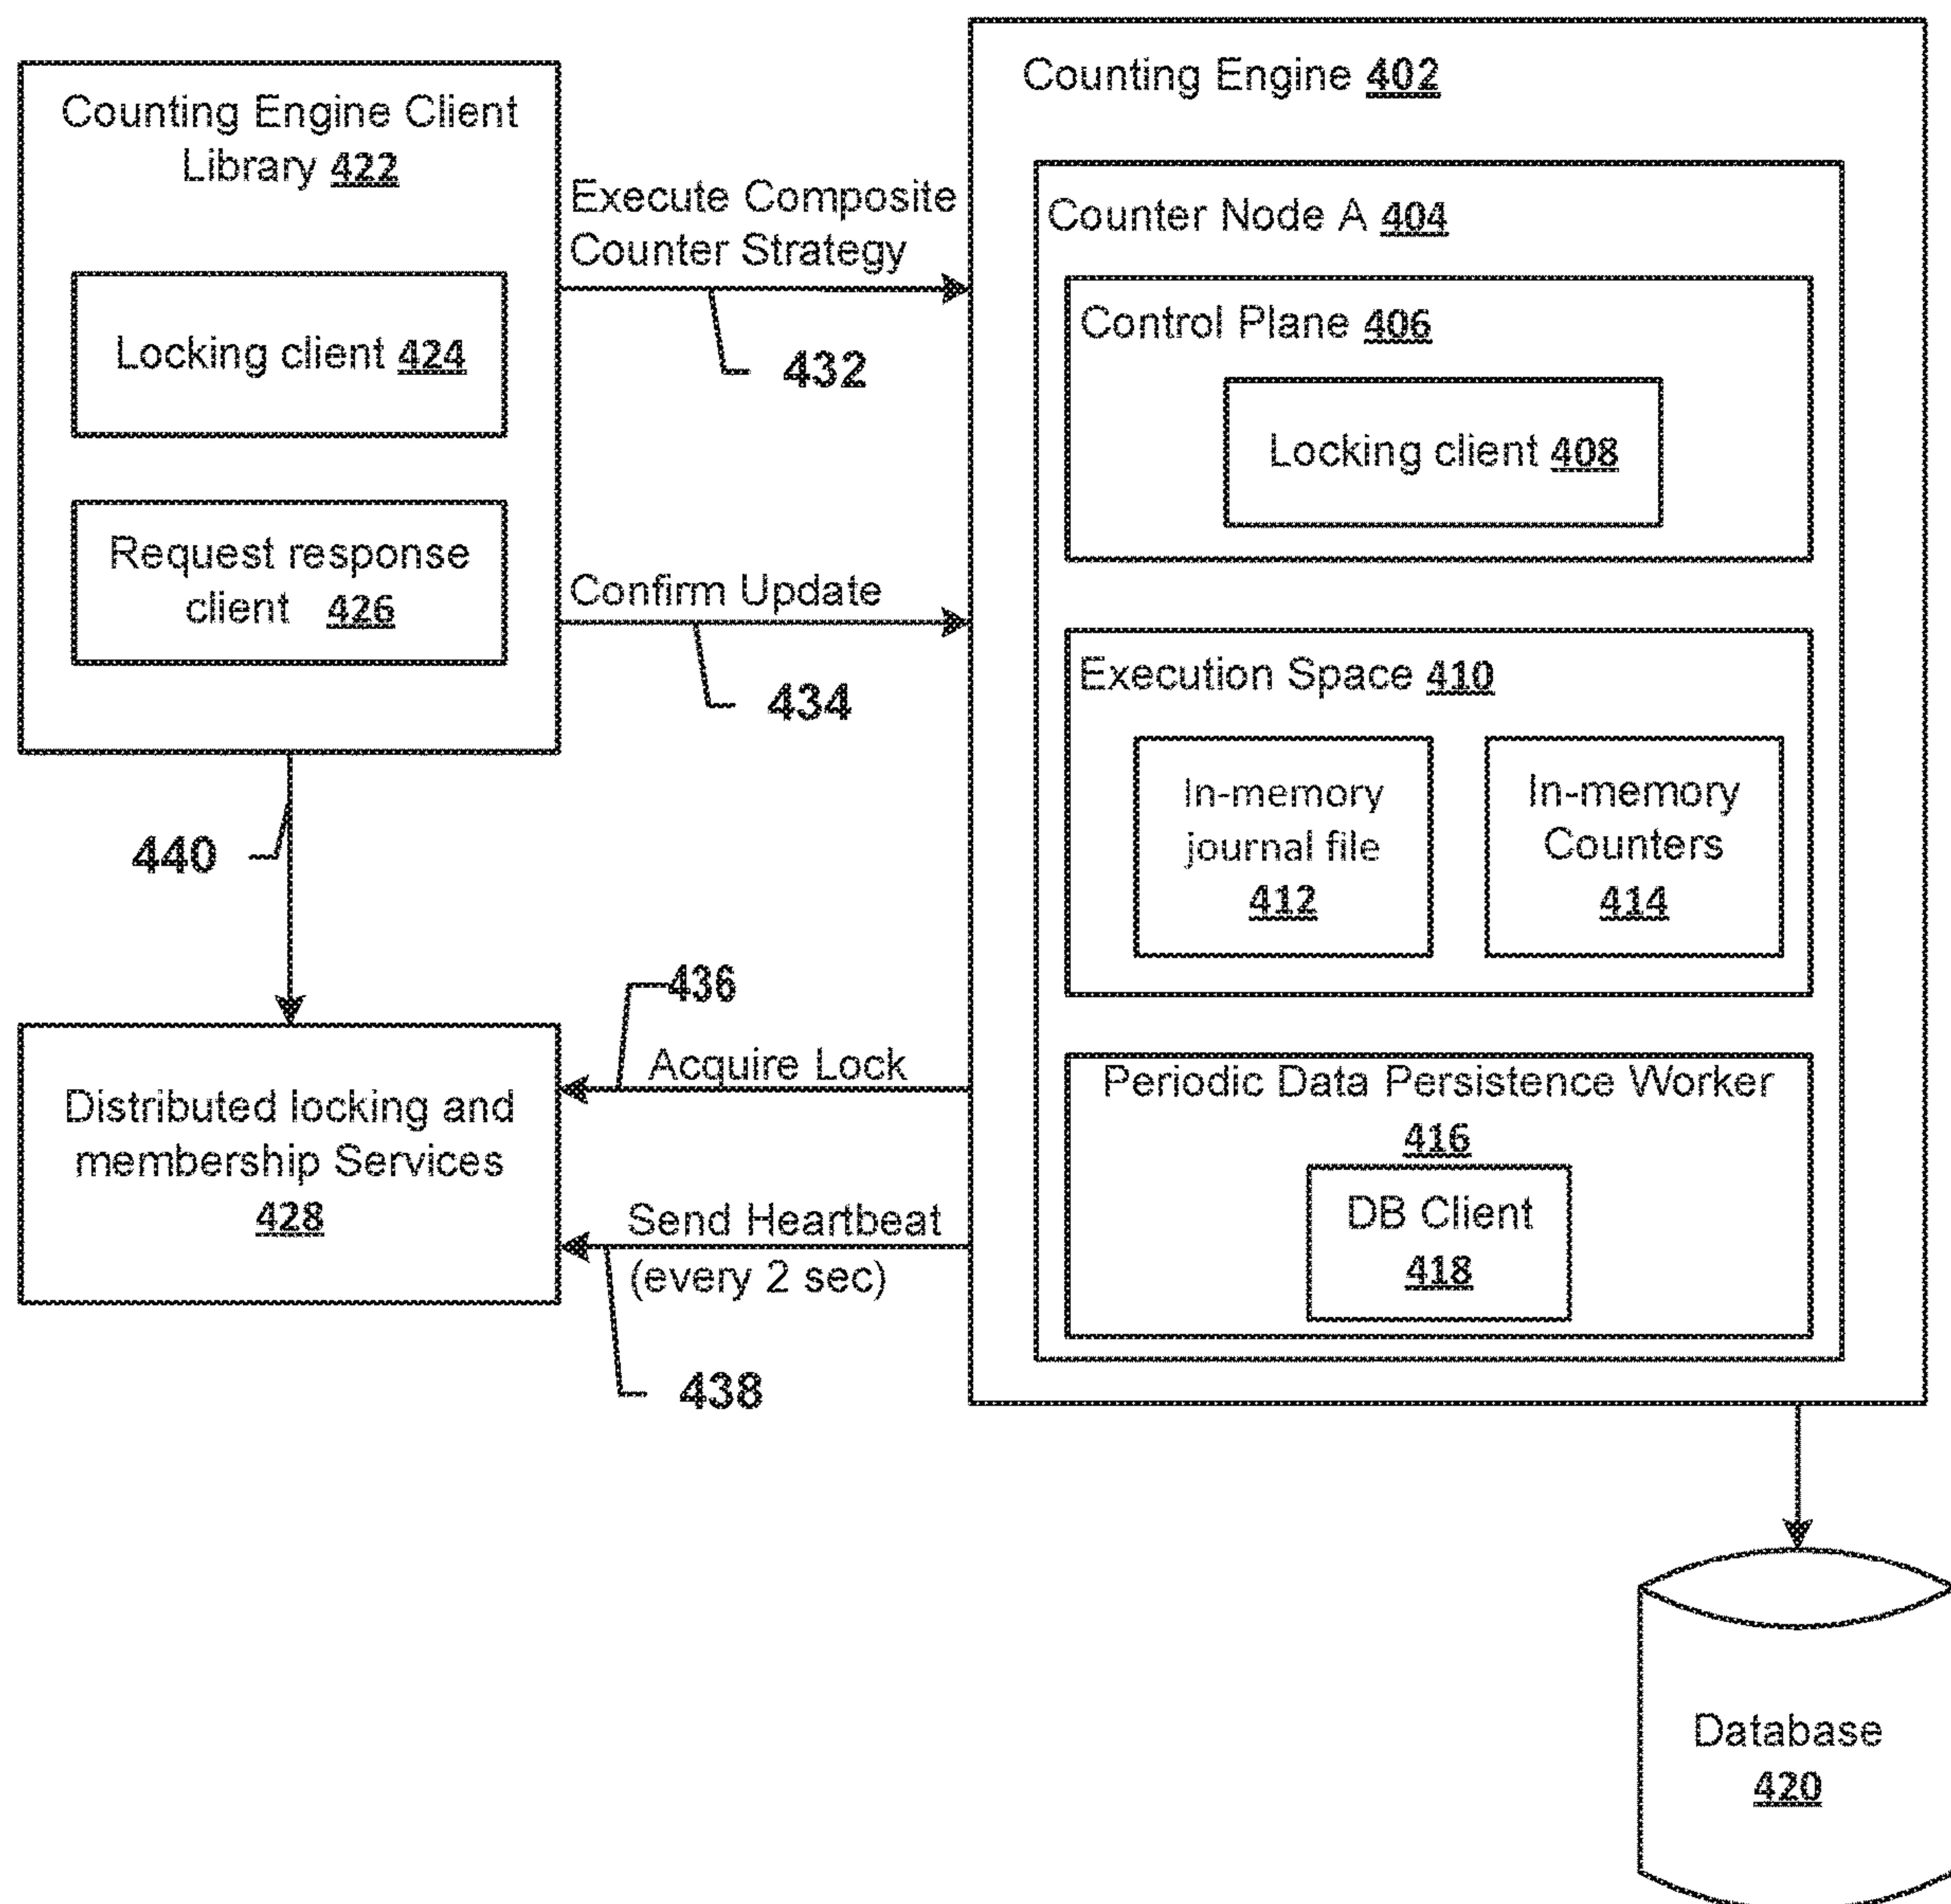 Counting Engine Client
Library 422
Locking client 424
Request response
client 426
Execute Composite
Counter Strategy
432
Confirm Update
434
440
Distributed locking and
membership Services
428
436
Acquire Lock
Send Heartbeat
(every 2 sec)
438
Counting Engine 402
Counter Node A 404
Control Plane 406
Locking client 408
Execution Space 410
In-memory
journal file
412
In-memory
Counters
414
Periodic Data Persistence Worker
416
DB Client
418
Database
420